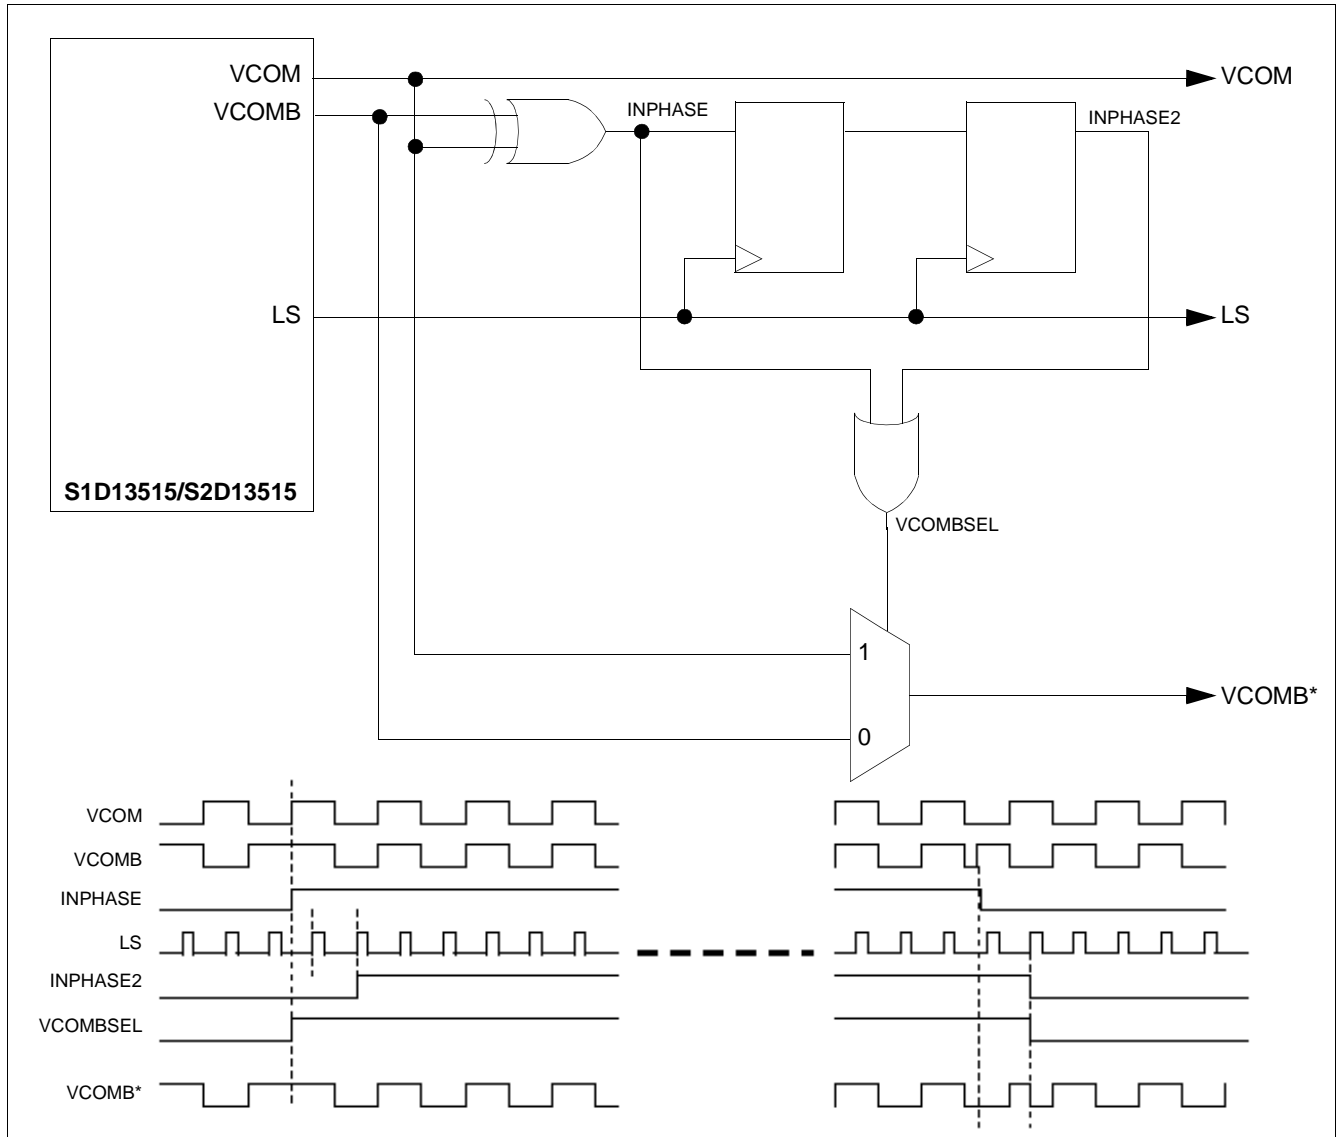 VCOM
VCOM
VCOMB
INPHASE
INPHASE2
LS
LS
S1D13515/S2D13515
VCOMBSEL
1
VCOMB*
0
VCOM
VCOMB
INPHASE
LS
INPHASE2
VCOMBSEL
VCOMB*